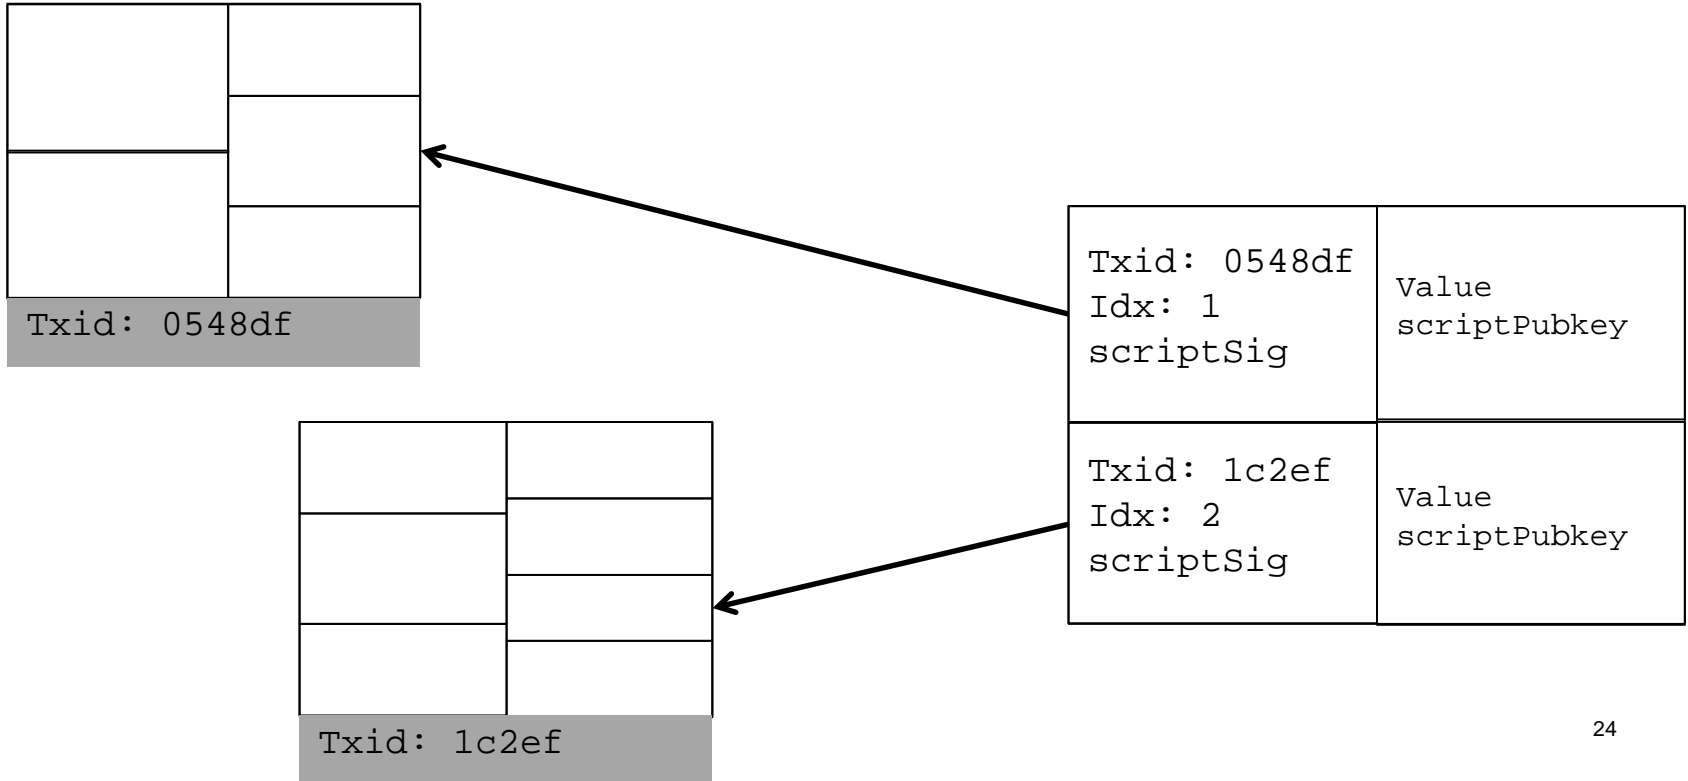 Txid: 0548df
Txid: 0548df
Idx: 1
scriptSig
Value
scriptPubkey
Txid: 1c2ef
Idx: 2
scriptSig
Value
scriptPubkey
Txid: 1c2ef
24